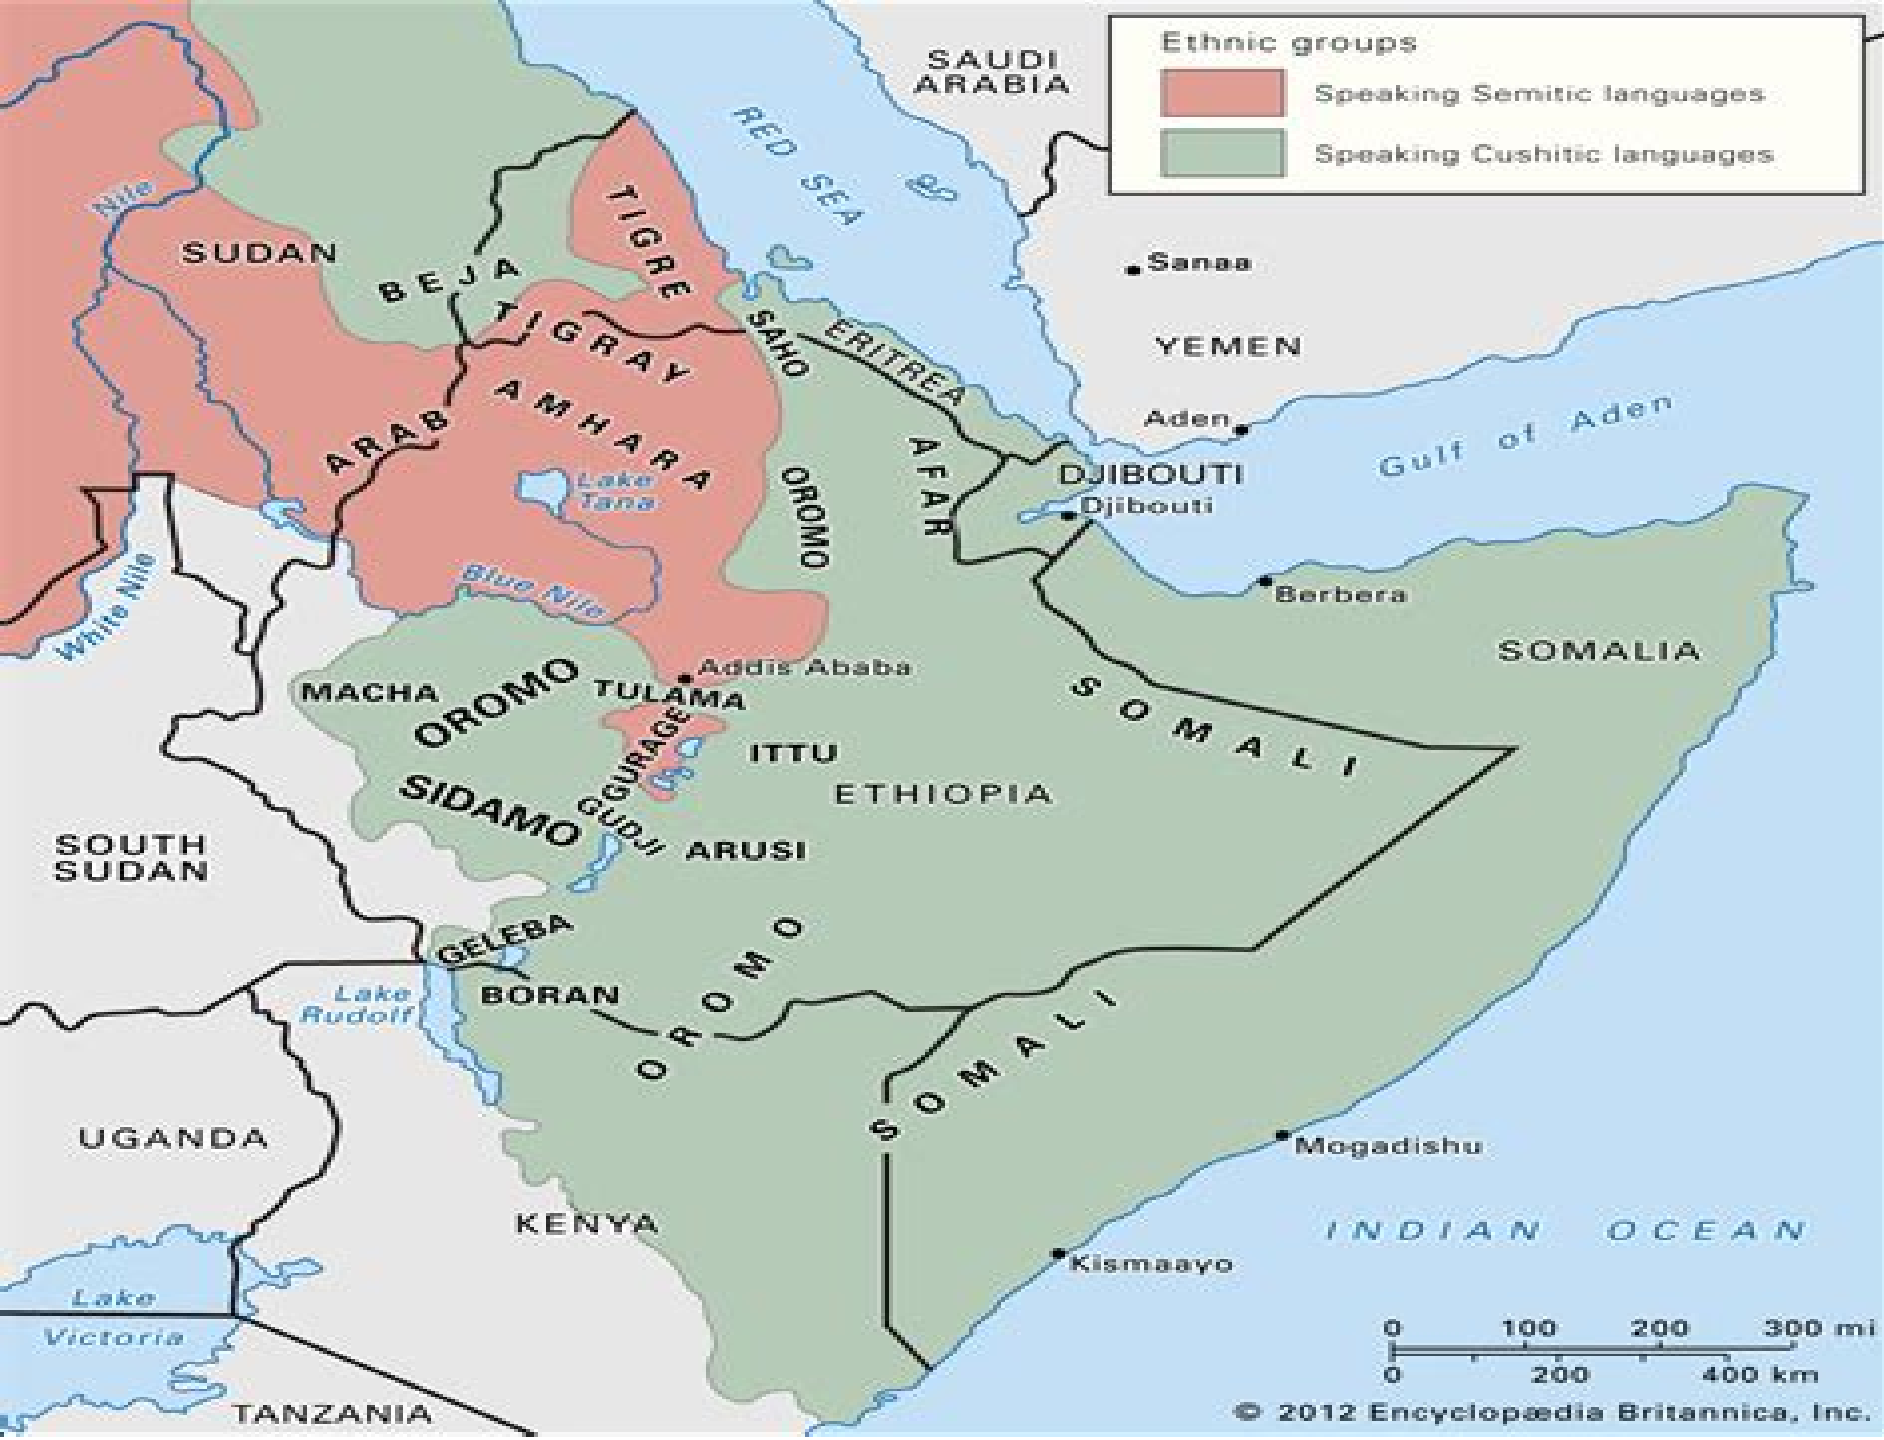 Ethnic groups
Speaking Semitic languages
Speaking Cushitic languages
SAUDI
ARABIA
RED SEA
Nile
SUDAN
BEJA
TIGRE
TIGRAY
SAHO
ERITREA
Sanaa
YEMEN
AMHARA
ARAB
Aden
Gulf of Aden
Lake
Tana
OROMO
AFAR
DJIBOUTI
Djibouti
White Nile
Blue Nile
Berbera
SOMALIA
Addis Ababa
MACHA
OROMO
TULAMA
SOMALI
GURAGE
ITTU
ETHIOPIA
SIDAMO
GUDJI
ARUSI
SOUTH
SUDAN
GELEBA
BORAN
OROMO
Lake
Rudolf
SOMALI
UGANDA
Mogadishu
KENYA
INDIAN OCEAN
Kismaayo
Lake
Victoria
TANZANIA
0 100 200 300 mi
0 200 400 km
© 2012 Encyclopædia Britannica, Inc.